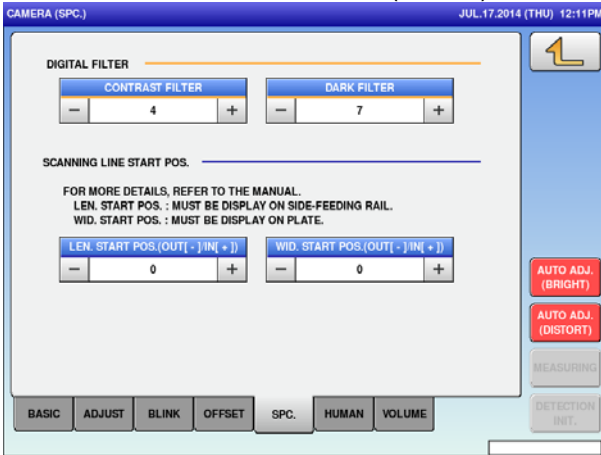 CAMERA (SPC.) JUL.17.2014 (THU) 12:11PM
DIGITAL FILTER
CONTRAST FILTER DARK FILTER
− 4 + − 7 +
SCANNING LINE START POS.
FOR MORE DETAILS, REFER TO THE MANUAL.
LEN. START POS. : MUST BE DISPLAY ON SIDE-FEEDING RAIL.
WID. START POS. : MUST BE DISPLAY ON PLATE.
LEN. START POS.(OUT[ - ]/IN[ + ]) WID. START POS.(OUT[ - ]/IN[ + ])
− 0 + − 0 +
AUTO ADJ.
(BRIGHT)
AUTO ADJ.
(DISTORT)
MEASURING
DETECTION
INIT.
BASIC ADJUST BLINK OFFSET SPC. HUMAN VOLUME